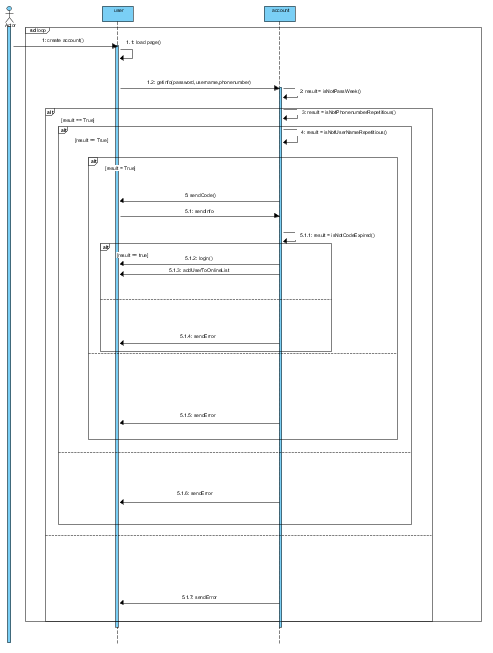 user
account
Actor
sd loop
1: create account()
1.1: load page()
1.2: getInfo(password,username,phonenumber)
2: result = isNotPassWeek()
3: result = isNotPhonenumberRepetitious()
alt
[result == True]
4: result = isNotUserNameRepetitious()
alt
[result == True]
alt
[result = True]
5: sendCode()
5.1: sendInfo
5.1.1: result = isNotCodeExpired()
alt
[result == true]
5.1.2: login()
5.1.3: addUserToOnlineList
5.1.4: sendError
5.1.5: sendError
5.1.6: sendError
5.1.7: sendError